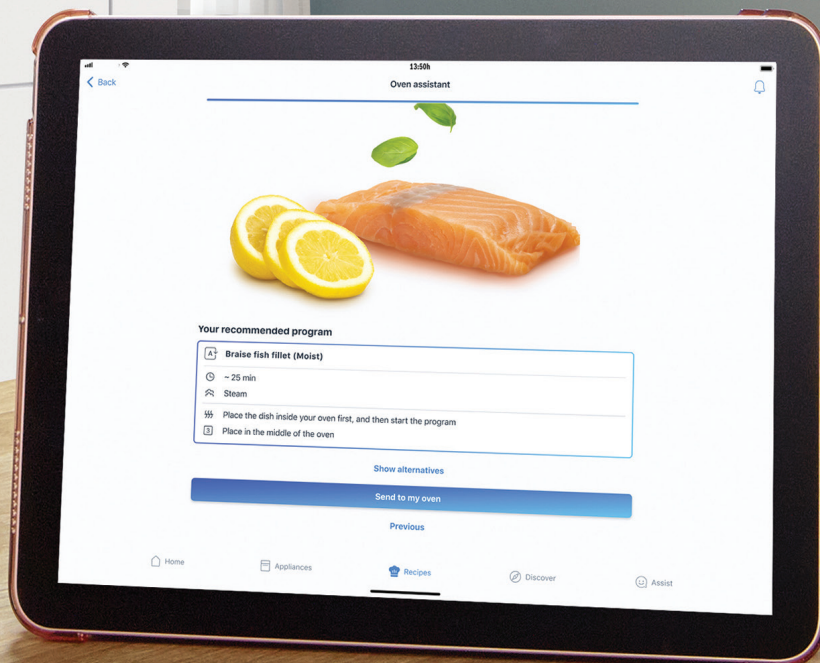 13:50h
Back
Oven assistant
Your recommended program
A
Braise fish fillet (Moist)
~ 25 min
Steam
Place the dish inside your oven first, and then start the program
3
Place in the middle of the oven
Show alternatives
Send to my oven
Previous
Home
Appliances
Recipes
Discover
Assist